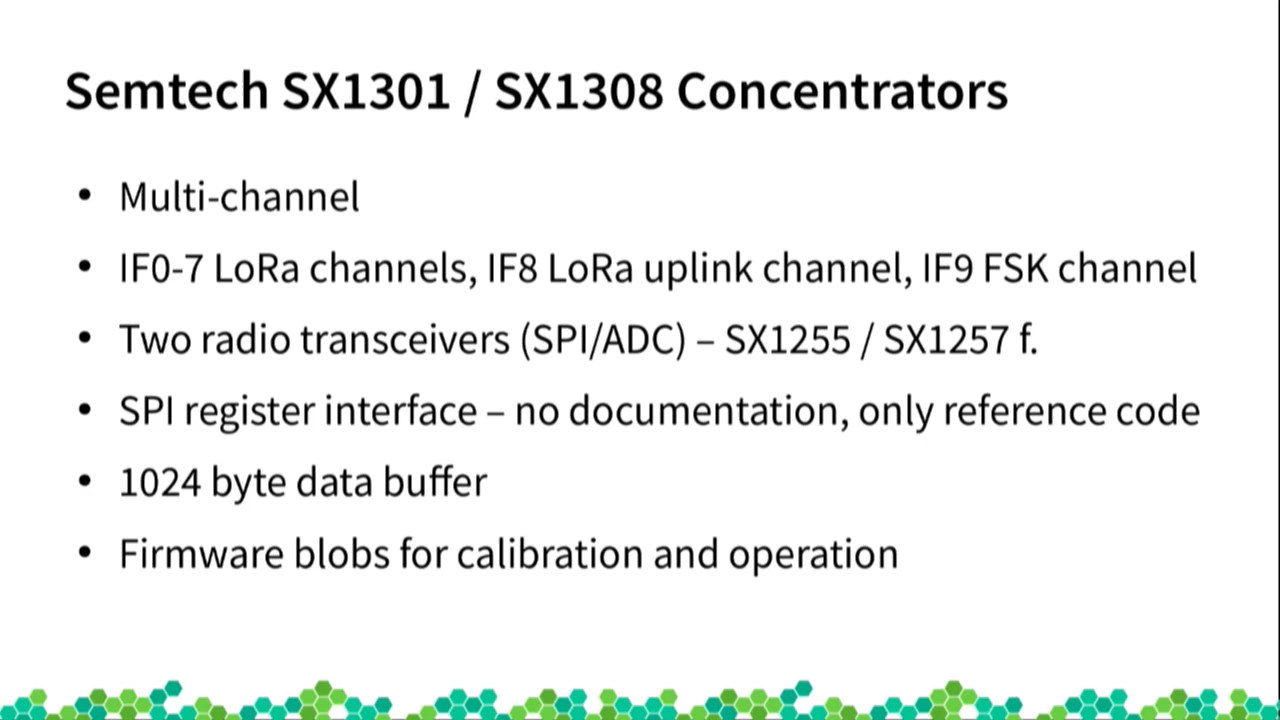 Semtech SX1301 / SX1308 Concentrators
• Multi-channel
• IF0-7 LoRa channels, IF8 LoRa uplink channel, IF9 FSK channel
• Two radio transceivers (SPI/ADC) – SX1255 / SX1257 f.
• SPI register interface – no documentation, only reference code
• 1024 byte data buffer
• Firmware blobs for calibration and operation